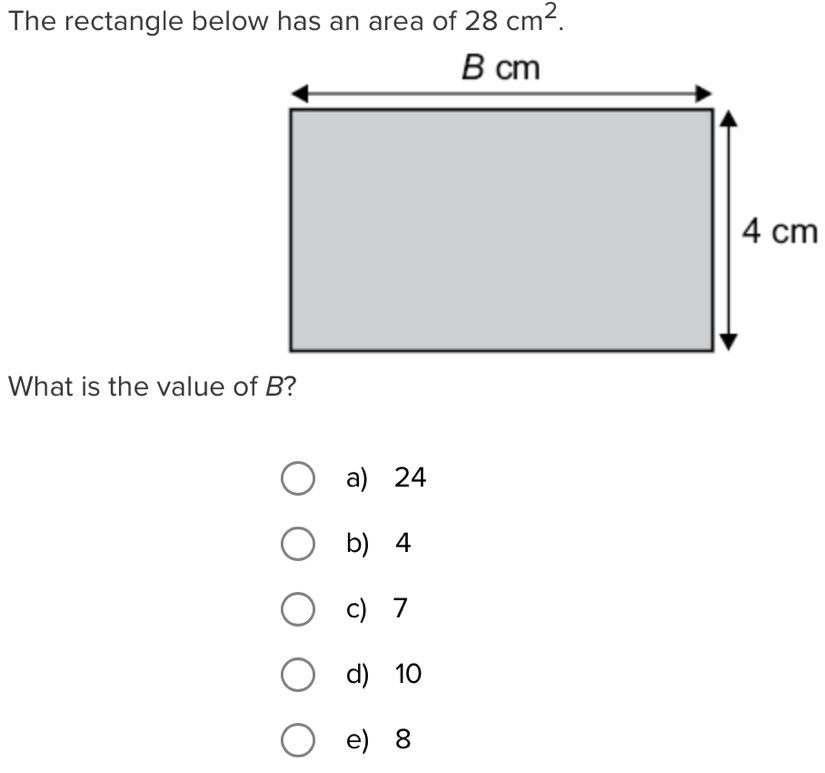 The rectangle below has an area of 28 cm².
B cm
4 cm
What is the value of B?
a) 24
b) 4
c) 7
d) 10
e) 8